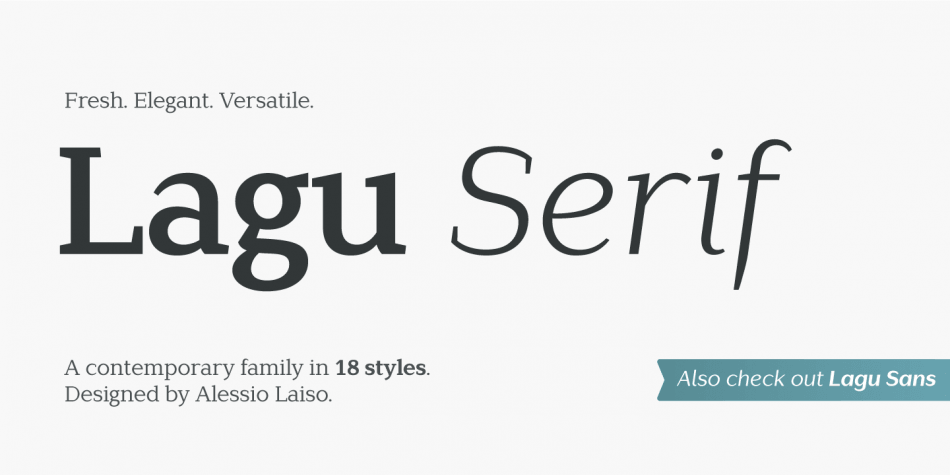 Fresh. Elegant. Versatile.
Lagu Serif
A contemporary family in 18 styles.
Designed by Alessio Laiso.
Also check out Lagu Sans